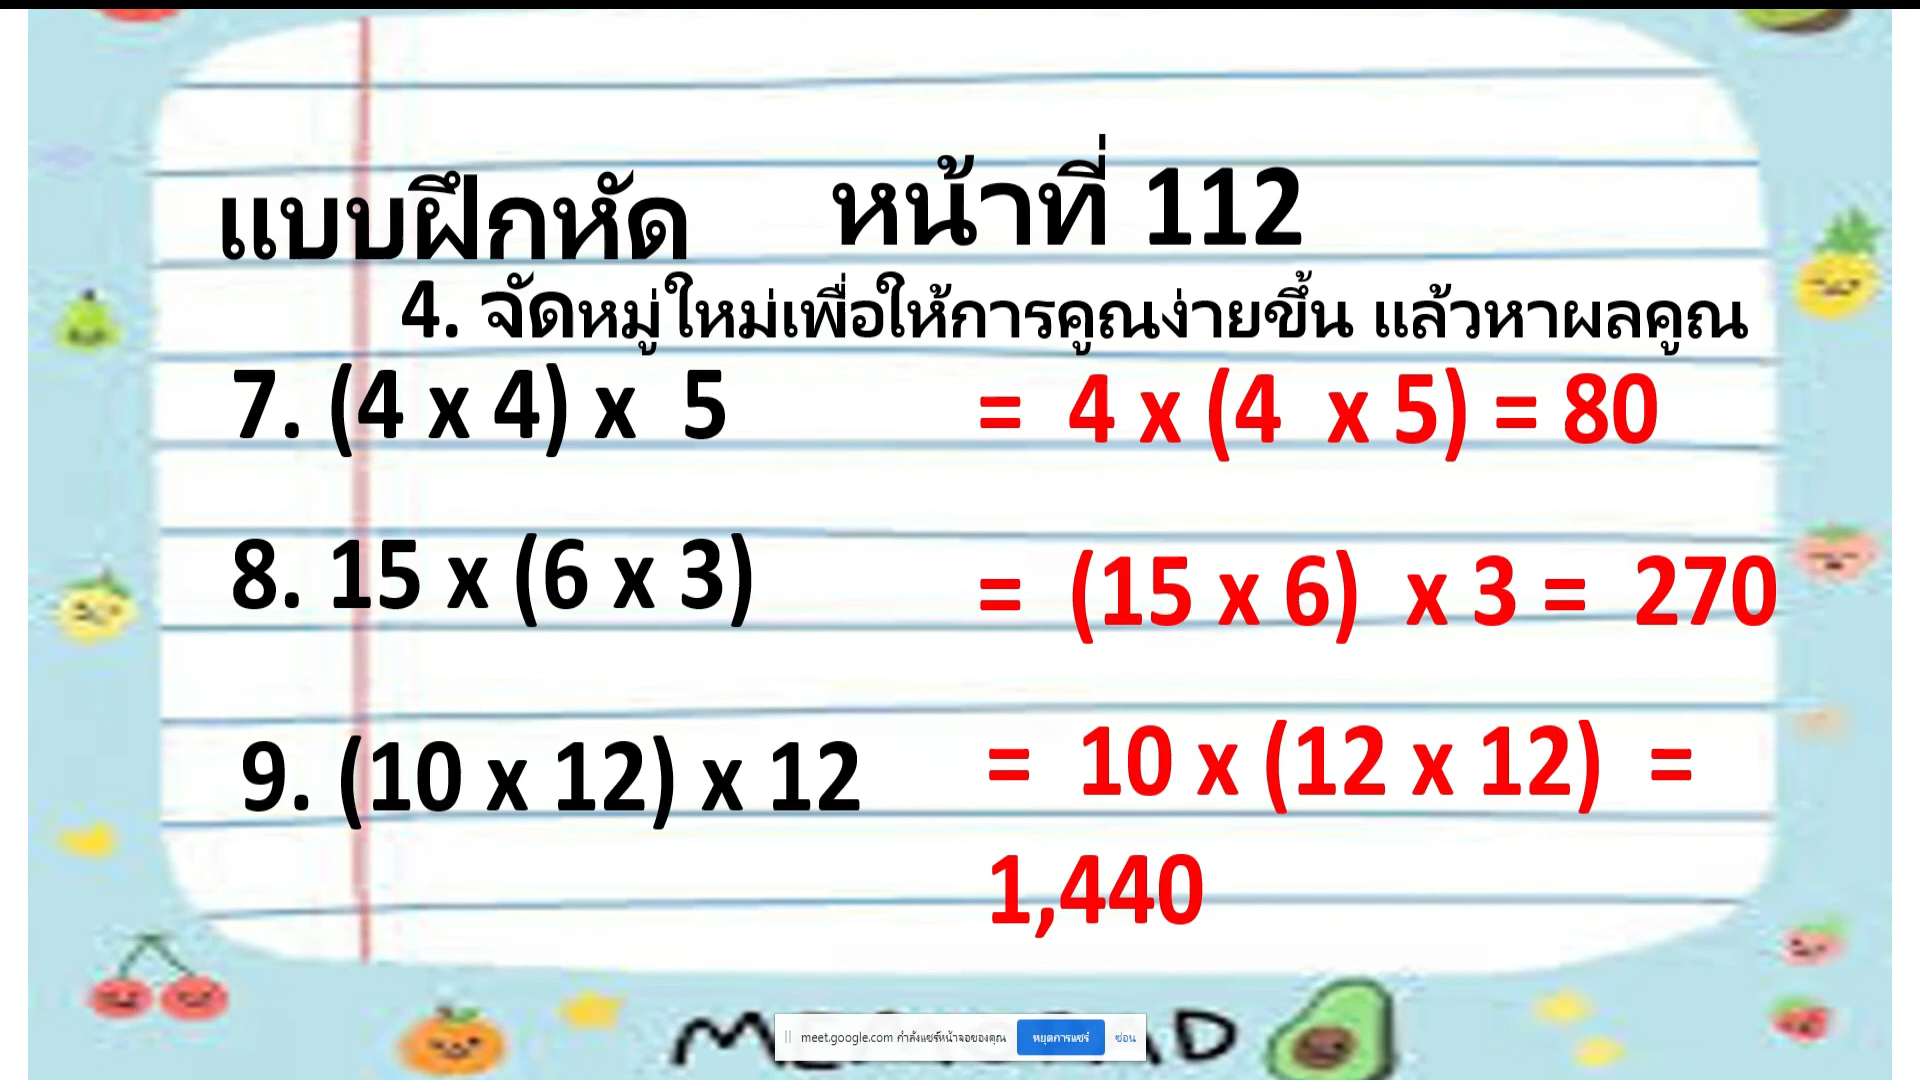 แบบฝึกหัด หน้าที่ 112
4. จัดหมู่ใหม่เพื่อให้การคูณง่ายขึ้น แล้วหาผลคูณ
7. (4 x 4) x 5 = 4 x (4 x 5) = 80
8. 15 x (6 x 3) = (15 x 6) x 3 = 270
9. (10 x 12) x 12 = 10 x (12 x 12) =
1,440
meet.google.com กำลังแชร์หน้าจอของคุณ หยุดการแชร์ ซ่อน